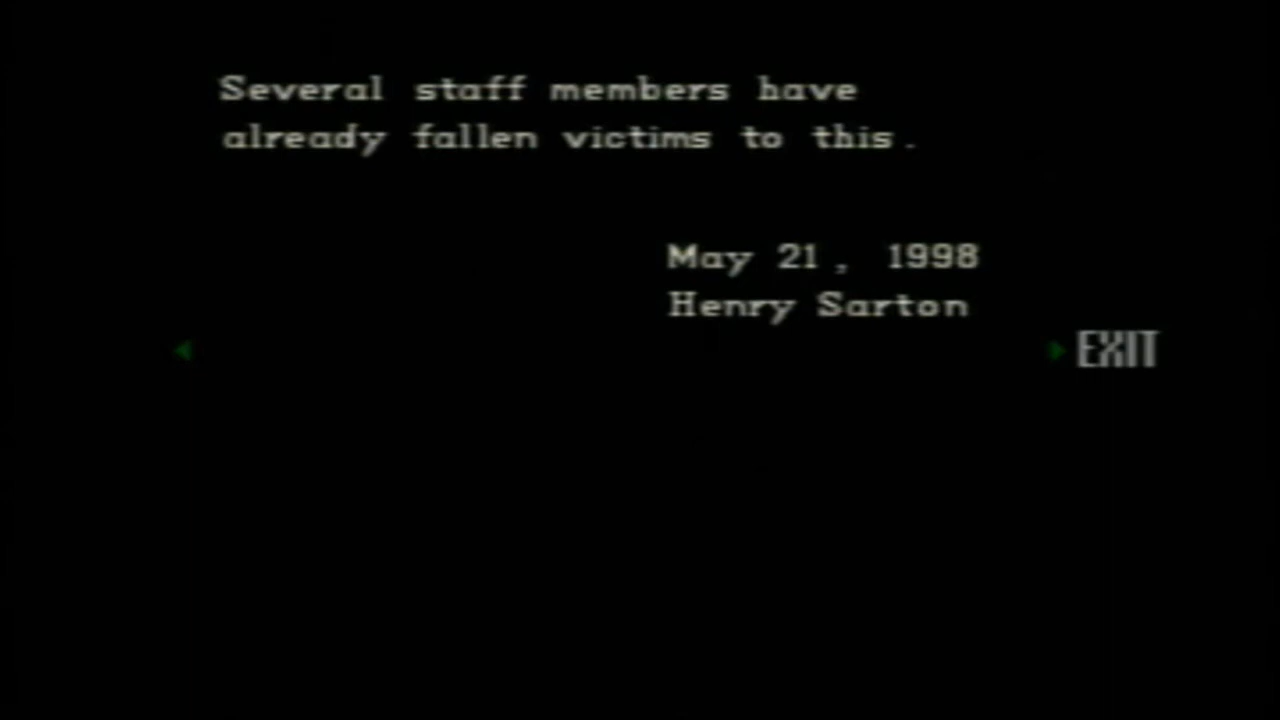 Several staff members have
already fallen victims to this.
May 21, 1998
Henry Sarton
EXIT